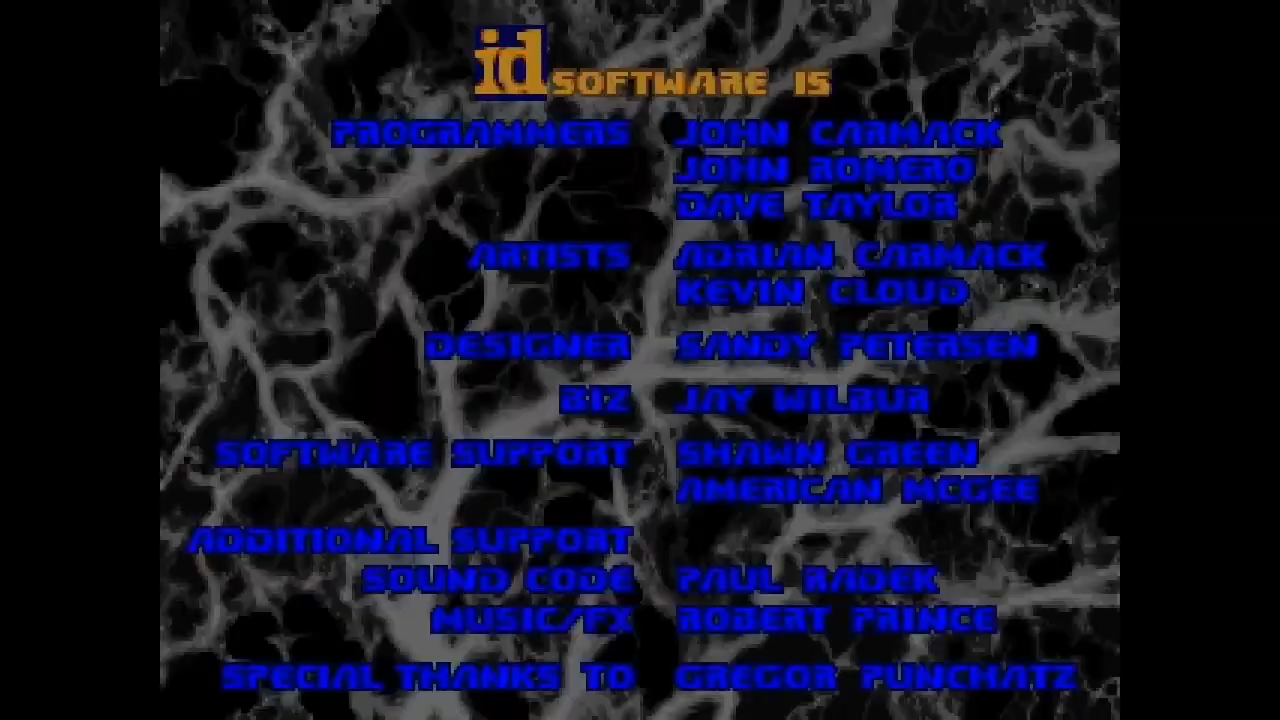 id SOFTWARE IS
PROGRAMMERS JOHN CARMACK
JOHN ROMERO
DAVE TAYLOR
ARTISTS ADRIAN CARMACK
KEVIN CLOUD
DESIGNER SANDY PETERSEN
BIZ JAY WILBUR
SOFTWARE SUPPORT SHAWN GREEN
AMERICAN MCGEE
ADDITIONAL SUPPORT
SOUND CODE PAUL RADEK
MUSIC/FX ROBERT PRINCE
SPECIAL THANKS TO GREGOR PUNCHATZ